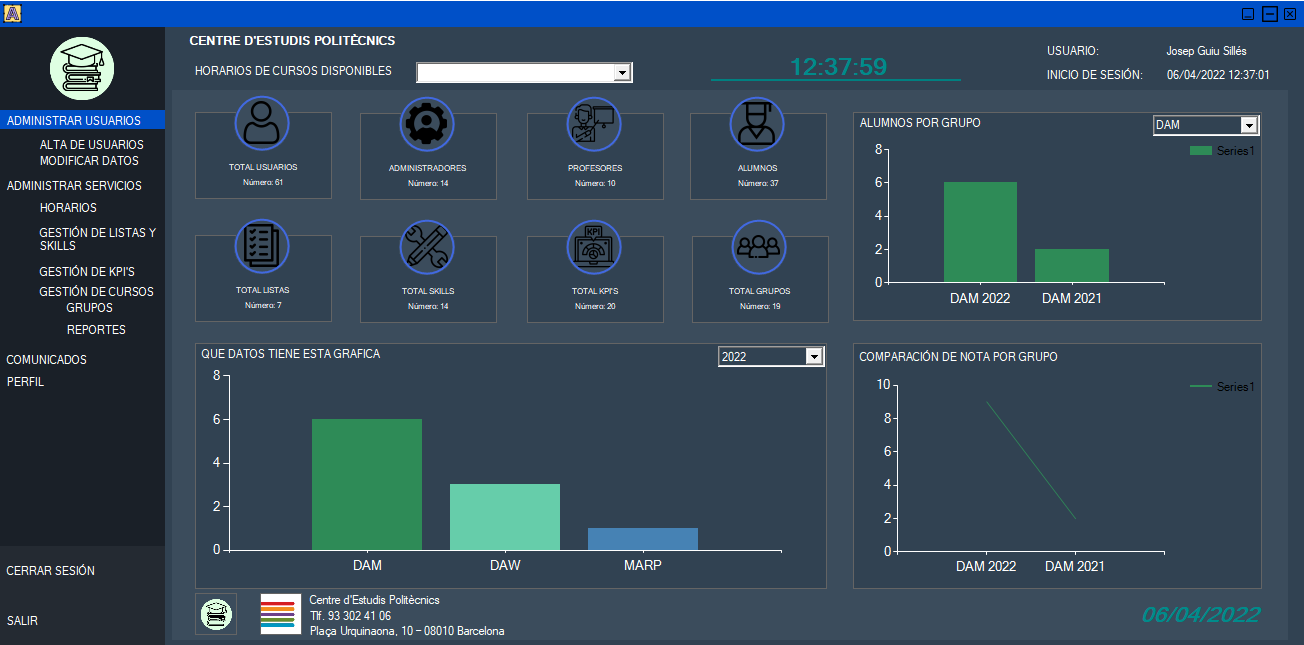 CENTRE D'ESTUDIS POLITÈCNICS
HORARIOS DE CURSOS DISPONIBLES
12:37:59
USUARIO: Josep Guiu Sillés
INICIO DE SESIÓN: 06/04/2022 12:37:01
ADMINISTRAR USUARIOS
ALTA DE USUARIOS
MODIFICAR DATOS
ADMINISTRAR SERVICIOS
HORARIOS
GESTIÓN DE LISTAS Y
SKILLS
GESTIÓN DE KPI'S
GESTIÓN DE CURSOS
GRUPOS
REPORTES
COMUNICADOS
PERFIL
CERRAR SESIÓN
SALIR
TOTAL USUARIOS
Número: 61
ADMINISTRADORES
Número: 14
PROFESORES
Número: 10
ALUMNOS
Número: 37
TOTAL LISTAS
Número: 7
TOTAL SKILLS
Número: 14
KPI
TOTAL KPI'S
Número: 20
TOTAL GRUPOS
Número: 19
ALUMNOS POR GRUPO
DAM
Series1
8
6
4
2
0
DAM 2022 DAM 2021
QUE DATOS TIENE ESTA GRAFICA
2022
8
6
4
2
0
DAM DAW MARP
COMPARACIÓN DE NOTA POR GRUPO
Series1
10
8
6
4
2
0
DAM 2022 DAM 2021
Centre d'Estudis Politècnics
Tlf. 93 302 41 06
Plaça Urquinaona, 10 – 08010 Barcelona
06/04/2022